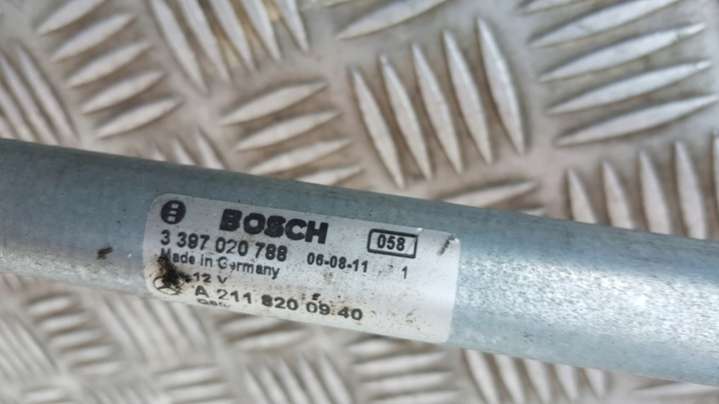 BOSCH
3 397 020 788 06-08-11 058
Made in Germany 1
12 V
A 211 820 09 40